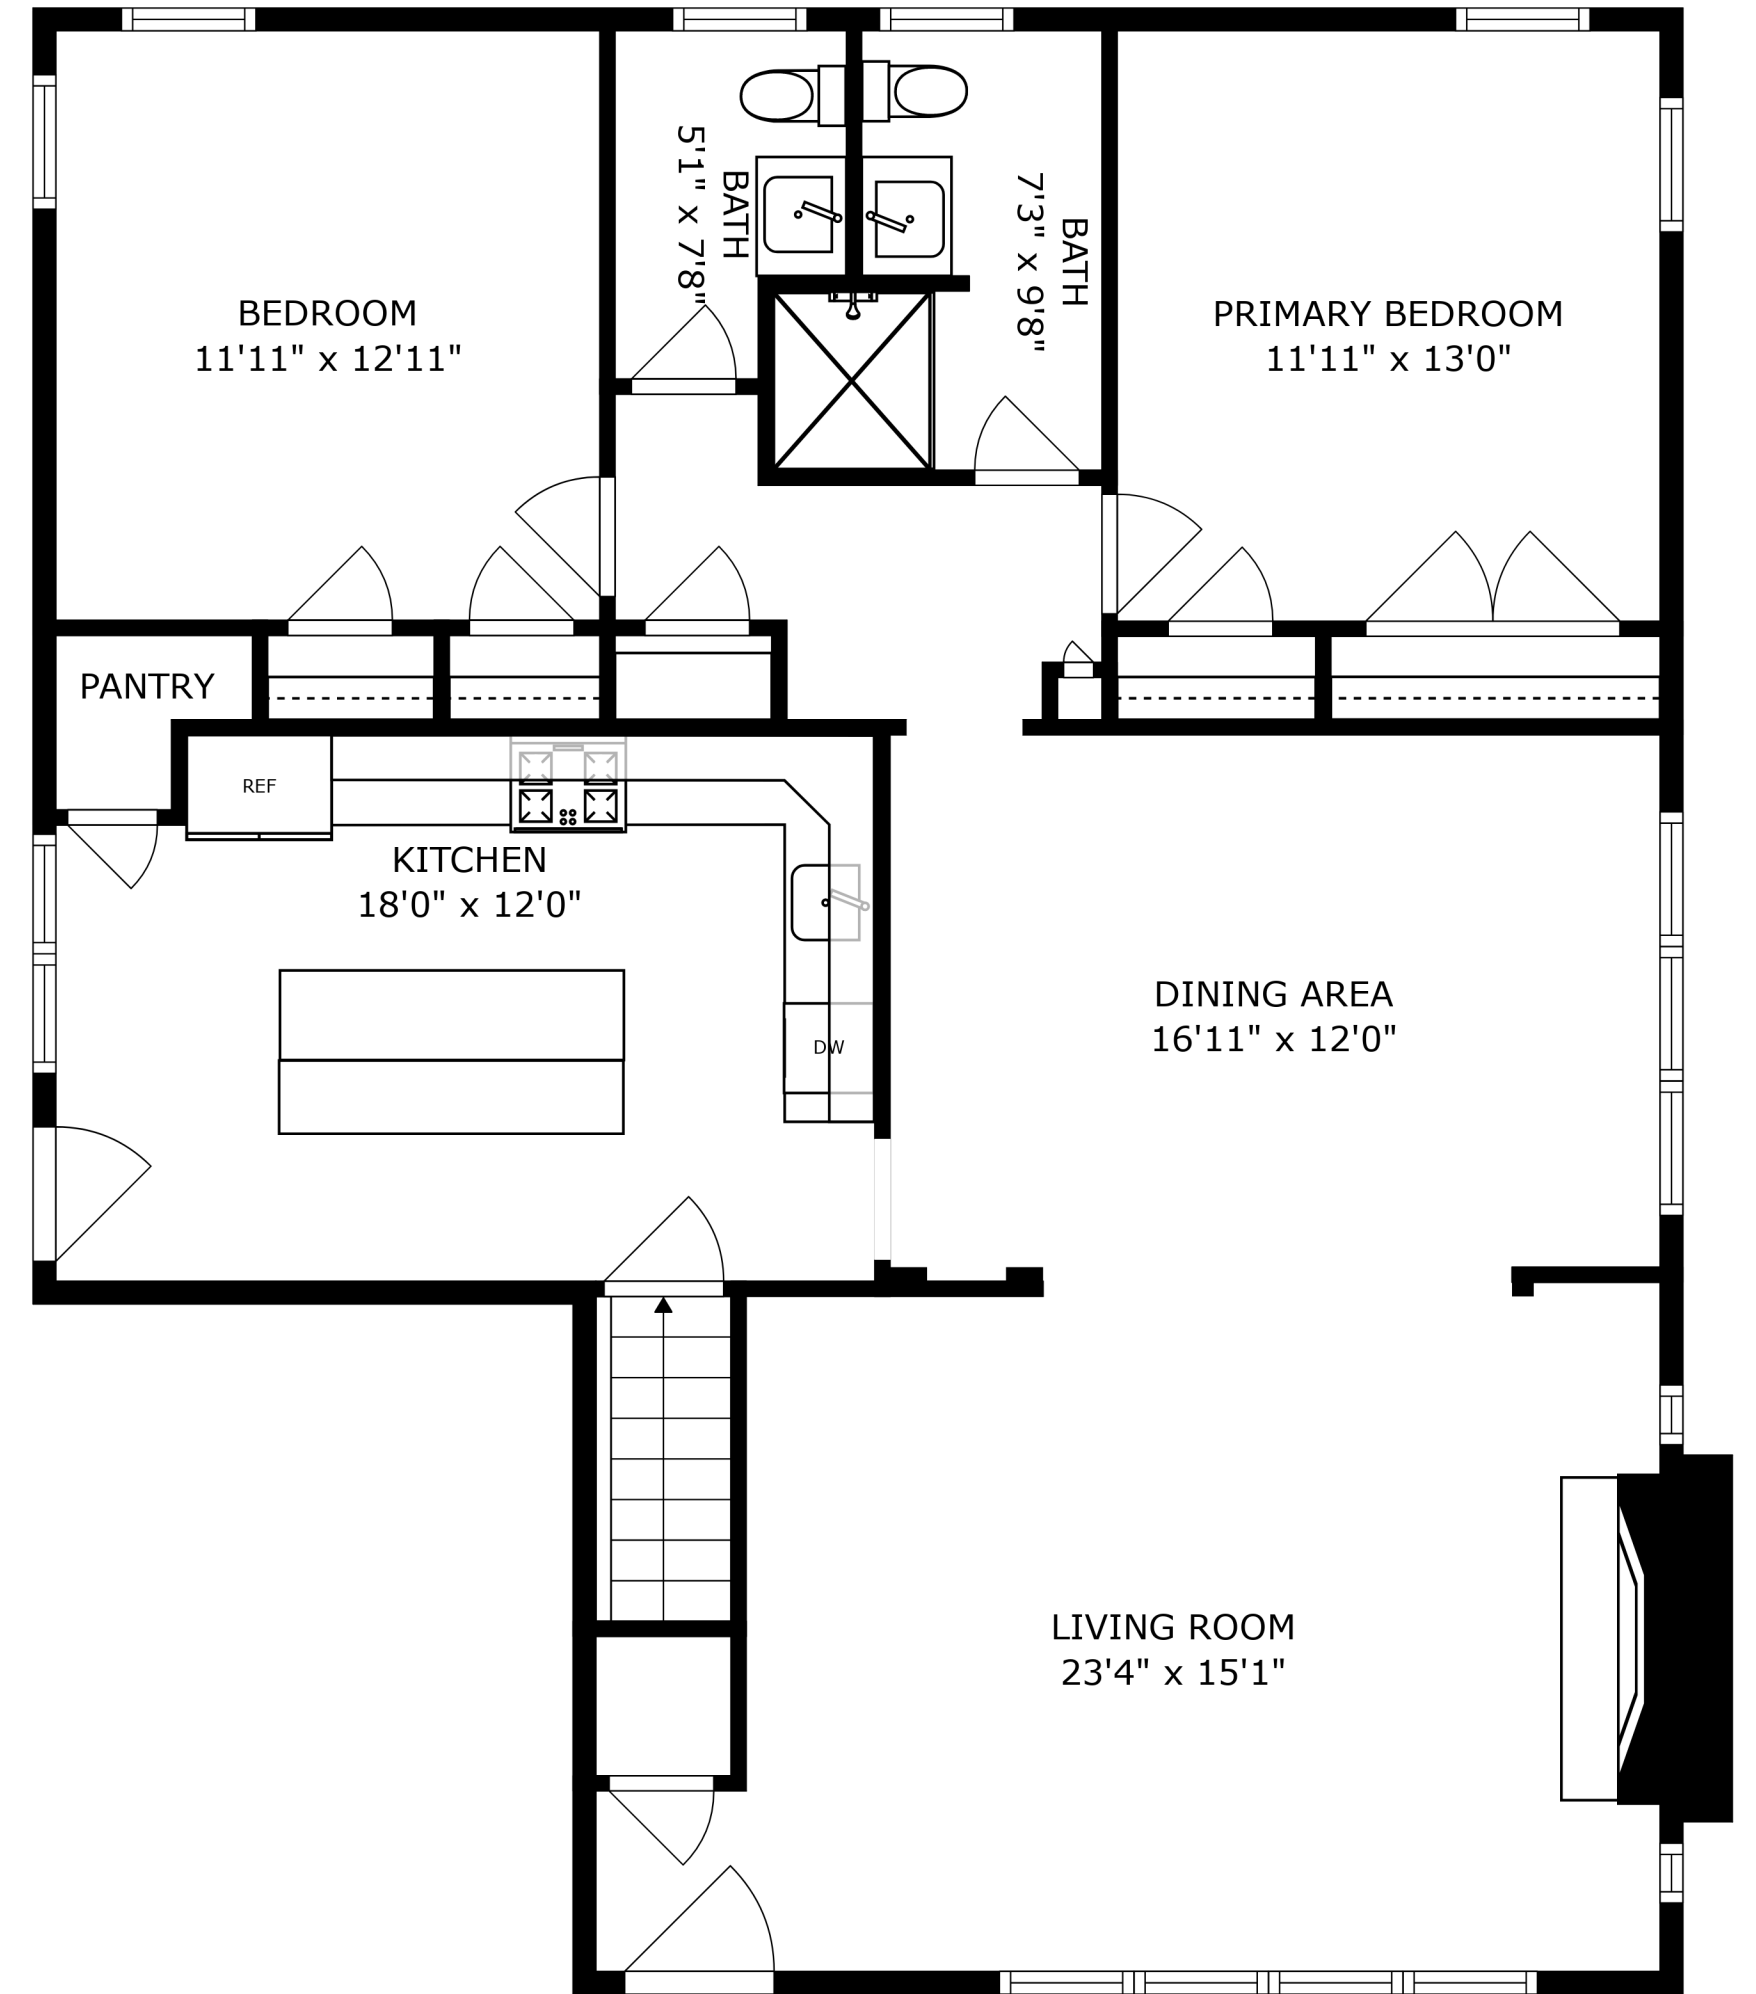 BEDROOM
11'11" x 12'11"
BATH
5'1" x 7'8"
BATH
7'3" x 9'8"
PRIMARY BEDROOM
11'11" x 13'0"
PANTRY
REF
KITCHEN
18'0" x 12'0"
DW
DINING AREA
16'11" x 12'0"
LIVING ROOM
23'4" x 15'1"